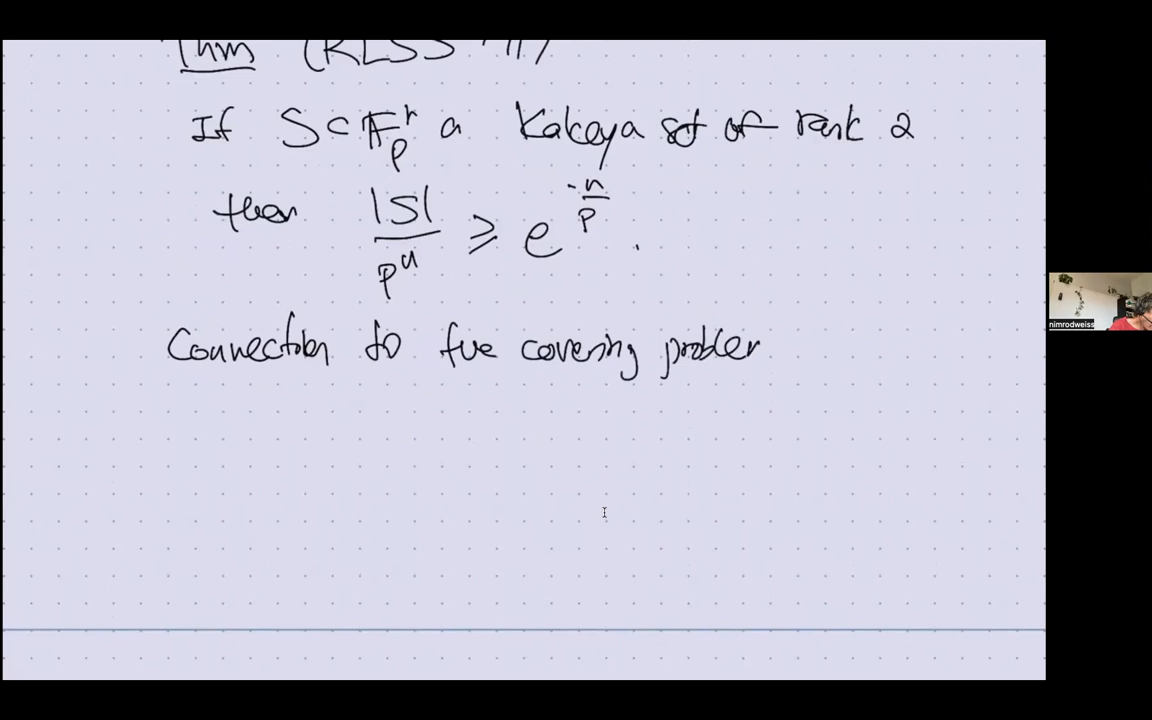 Thm (KLSS '11)
If S ⊂ F_p^n a Kakeya set of rank 2
then |S| / p^n ≥ e^{-n/p} .
Connection to the covering problem
nimrodweiss